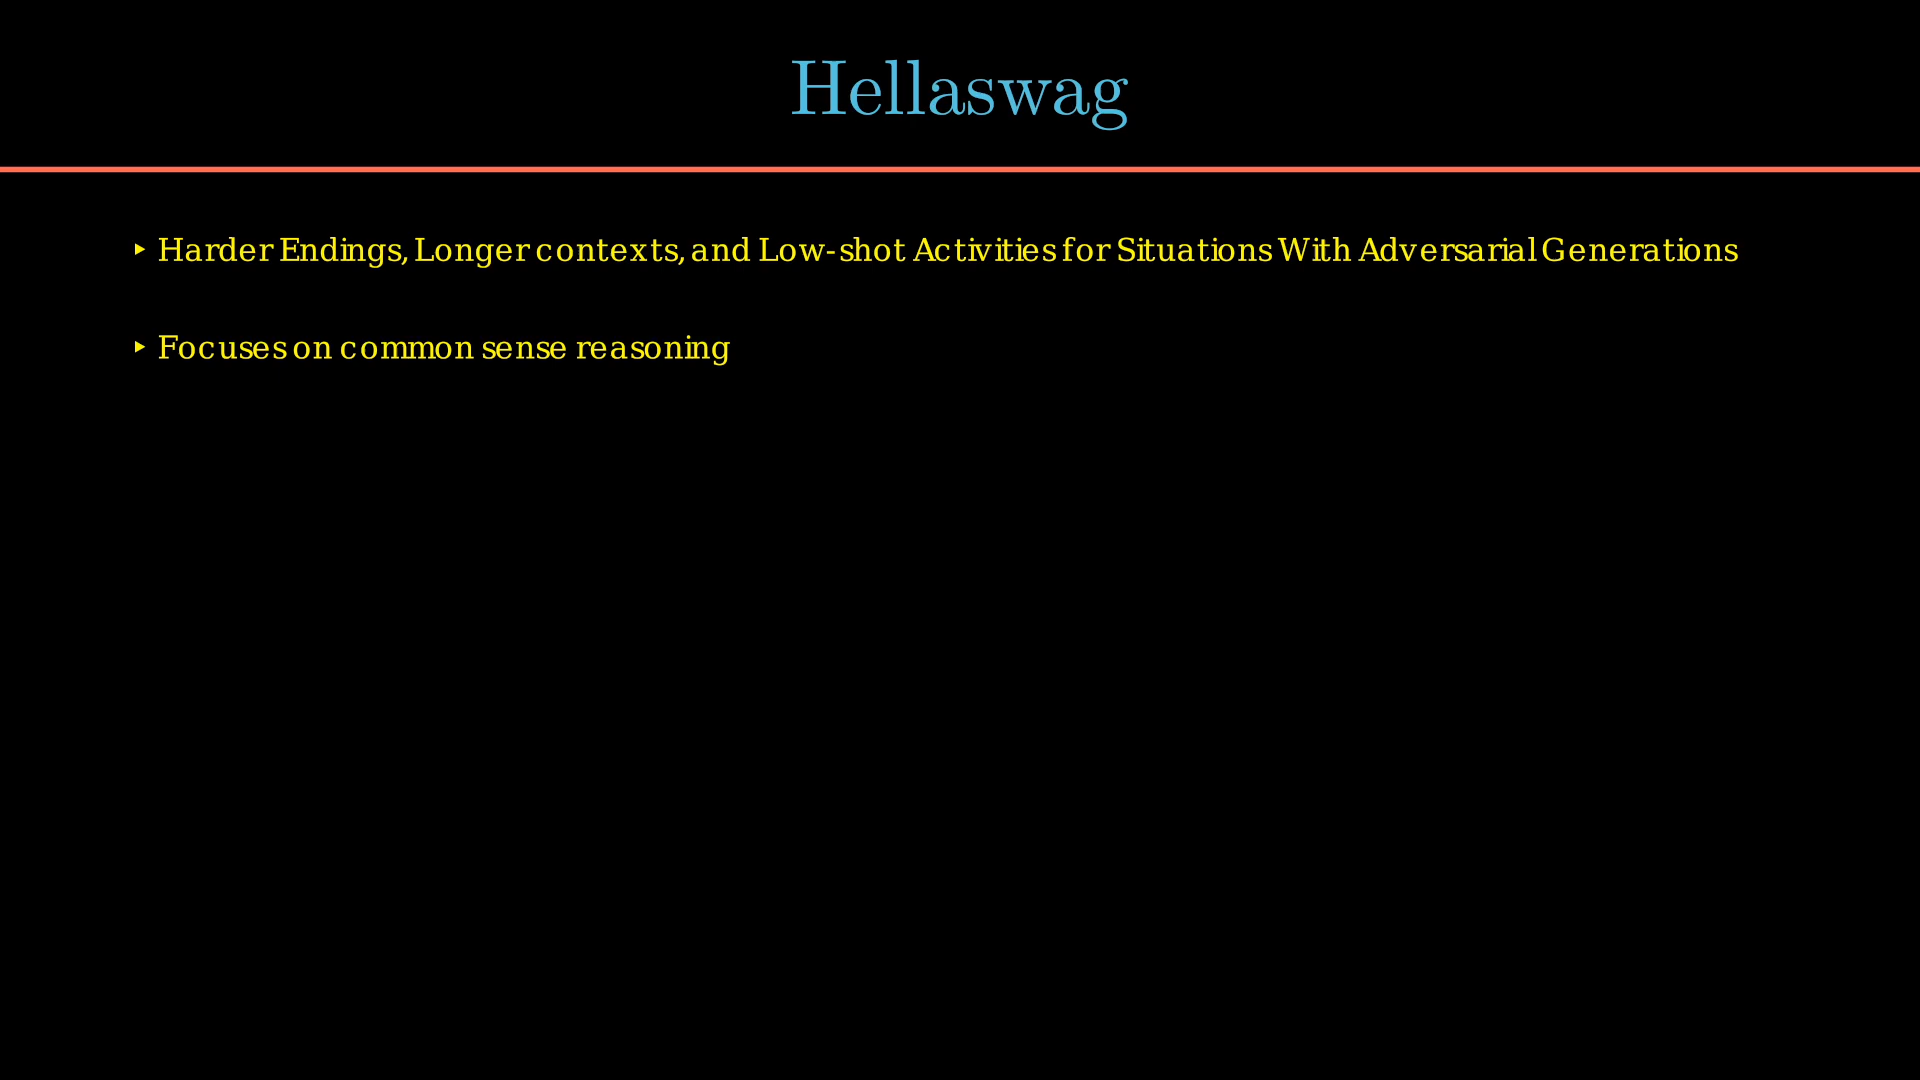 Hellaswag
‣ Harder Endings, Longer contexts, and Low-shot Activities for Situations With Adversarial Generations
‣ Focuses on common sense reasoning